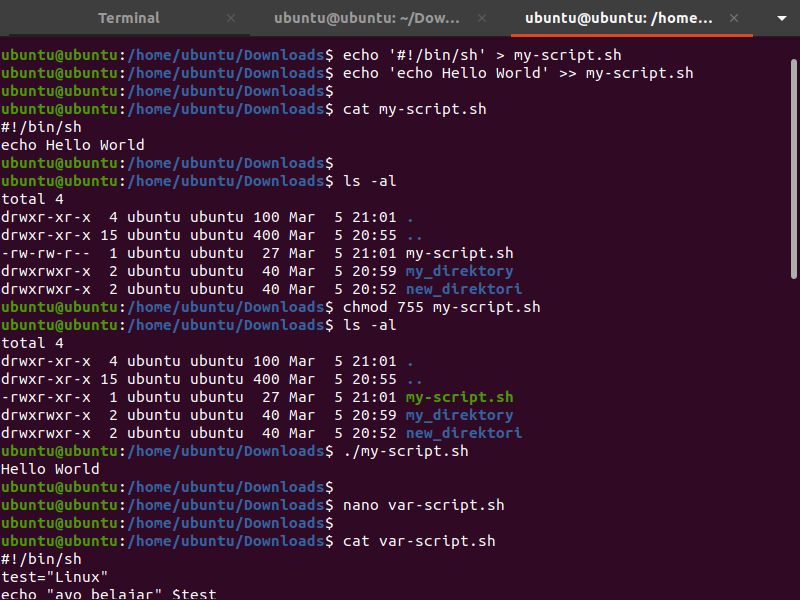 Terminal
ubuntu@ubuntu: ~/Dow...
ubuntu@ubuntu: /home...
ubuntu@ubuntu:/home/ubuntu/Downloads$ echo '#!/bin/sh' > my-script.sh
ubuntu@ubuntu:/home/ubuntu/Downloads$ echo 'echo Hello World' >> my-script.sh
ubuntu@ubuntu:/home/ubuntu/Downloads$
ubuntu@ubuntu:/home/ubuntu/Downloads$ cat my-script.sh
#!/bin/sh
echo Hello World
ubuntu@ubuntu:/home/ubuntu/Downloads$
ubuntu@ubuntu:/home/ubuntu/Downloads$ ls -al
total 4
drwxr-xr-x  4 ubuntu ubuntu 100 Mar  5 21:01 .
drwxr-xr-x 15 ubuntu ubuntu 400 Mar  5 20:55 ..
-rw-rw-r--  1 ubuntu ubuntu  27 Mar  5 21:01 my-script.sh
drwxrwxr-x  2 ubuntu ubuntu  40 Mar  5 20:59 my_direktory
drwxrwxr-x  2 ubuntu ubuntu  40 Mar  5 20:52 new_direktori
ubuntu@ubuntu:/home/ubuntu/Downloads$ chmod 755 my-script.sh
ubuntu@ubuntu:/home/ubuntu/Downloads$ ls -al
total 4
drwxr-xr-x  4 ubuntu ubuntu 100 Mar  5 21:01 .
drwxr-xr-x 15 ubuntu ubuntu 400 Mar  5 20:55 ..
-rwxr-xr-x  1 ubuntu ubuntu  27 Mar  5 21:01 my-script.sh
drwxrwxr-x  2 ubuntu ubuntu  40 Mar  5 20:59 my_direktory
drwxrwxr-x  2 ubuntu ubuntu  40 Mar  5 20:52 new_direktori
ubuntu@ubuntu:/home/ubuntu/Downloads$ ./my-script.sh
Hello World
ubuntu@ubuntu:/home/ubuntu/Downloads$
ubuntu@ubuntu:/home/ubuntu/Downloads$ nano var-script.sh
ubuntu@ubuntu:/home/ubuntu/Downloads$
ubuntu@ubuntu:/home/ubuntu/Downloads$ cat var-script.sh
#!/bin/sh
test="Linux"
echo "ayo belajar" $test